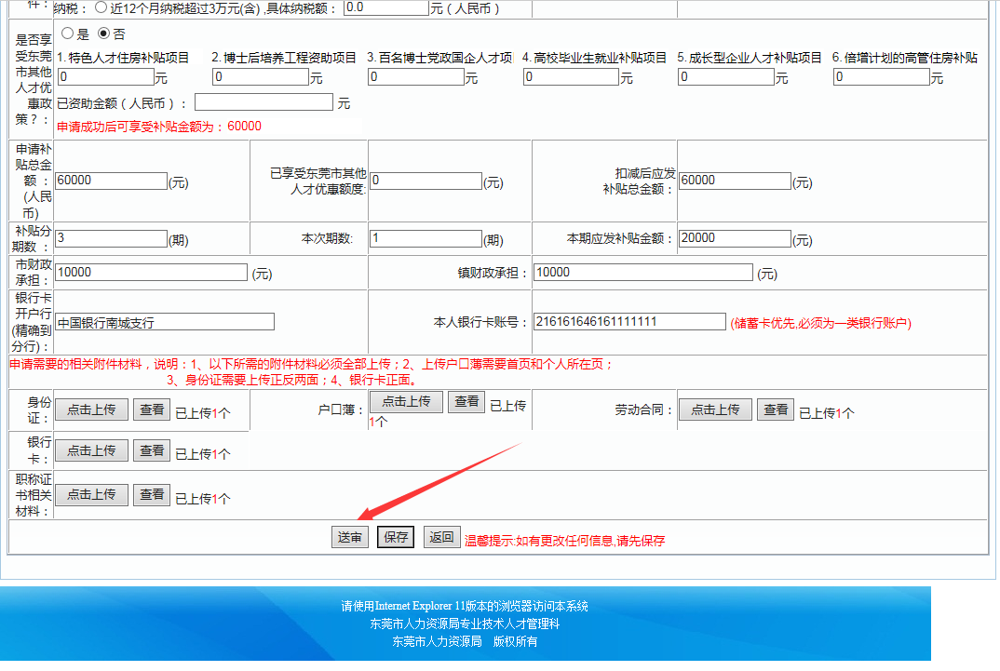 件： 纳税： 近12个月纳税超过3万元(含) ,具体纳税额： 0.0 元（人民币）
是否享受东莞市其他人才优惠政策？：
是 否
1.特色人才住房补贴项目 2.博士后培养工程资助项目 3.百名博士党政国企人才项 4.高校毕业生就业补贴项目 5.成长型企业人才补贴项目 6.倍增计划的高管住房补贴
0 元 0 元 0 元 0 元 0 元 0 元
已资助金额（人民币）： 元
申请成功后可享受补贴金额为：60000
申请补贴总金额：(人民币) 60000 (元) 已享受东莞市其他人才优惠额度: 0 (元) 扣减后应发补贴总金额： 60000 (元)
补贴分期数： 3 (期) 本次期数: 1 (期) 本期应发补贴金额： 20000 (元)
市财政承担： 10000 (元) 镇财政承担： 10000 (元)
银行卡开户行(精确到分行)： 中国银行南城支行 本人银行卡账号： 216161646161111111 (储蓄卡优先,必须为一类银行账户)
申请需要的相关附件材料，说明：1、以下所需的附件材料必须全部上传；2、上传户口薄需要首页和个人所在页；
3、身份证需要上传正反两面；4、银行卡正面。
身份证： 点击上传 查看 已上传1个 户口薄： 点击上传 查看 已上传1个 劳动合同： 点击上传 查看 已上传1个
银行卡： 点击上传 查看 已上传1个
职称证书相关材料： 点击上传 查看 已上传1个
送审 保存 返回 温馨提示:如有更改任何信息,请先保存
请使用Internet Explorer 11版本的浏览器访问本系统
东莞市人力资源局专业技术人才管理科
东莞市人力资源局 版权所有